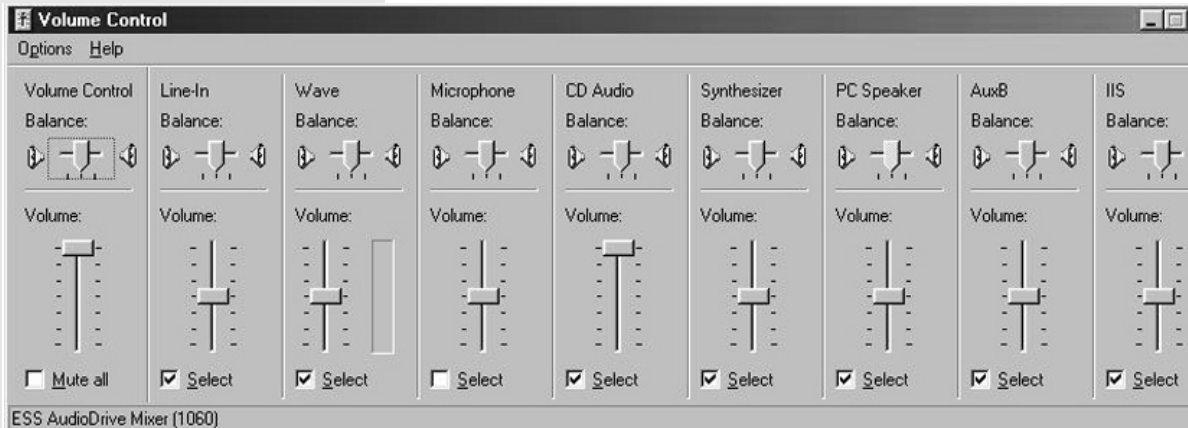 Volume Control
Options Help
Volume Control Line-In Wave Microphone CD Audio Synthesizer PC Speaker AuxB IIS
Balance: Balance: Balance: Balance: Balance: Balance: Balance: Balance: Balance:
Volume: Volume: Volume: Volume: Volume: Volume: Volume: Volume: Volume:
Mute all Select Select Select Select Select Select Select Select
ESS AudioDrive Mixer (1060)